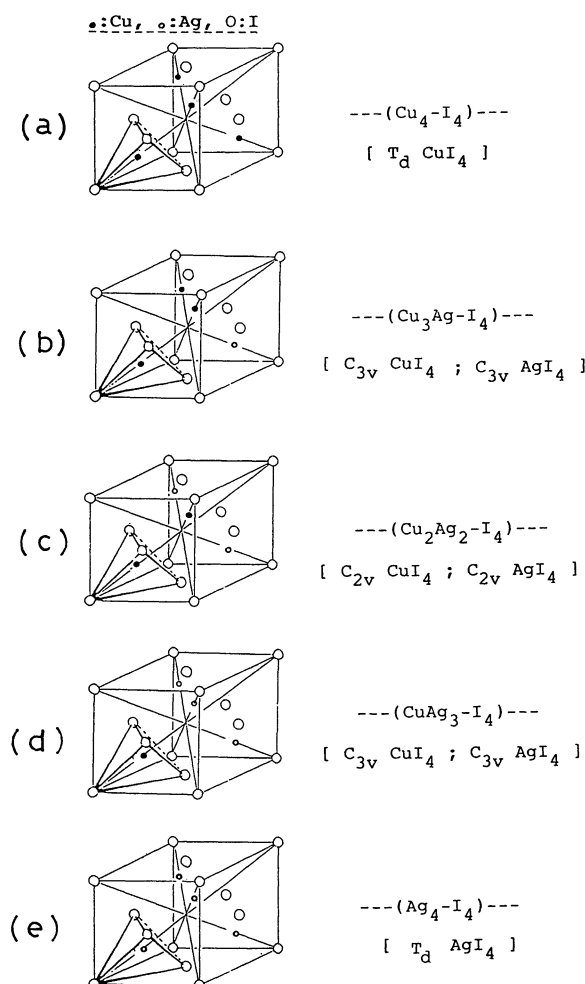 ●:Cu, o:Ag, O:I
(a)
---(Cu4-I4)---
[ Td CuI4 ]
(b)
---(Cu3Ag-I4)---
[ C3v CuI4 ; C3v AgI4 ]
(c)
---(Cu2Ag2-I4)---
[ C2v CuI4 ; C2v AgI4 ]
(d)
---(CuAg3-I4)---
[ C3v CuI4 ; C3v AgI4 ]
(e)
---(Ag4-I4)---
[ Td AgI4 ]